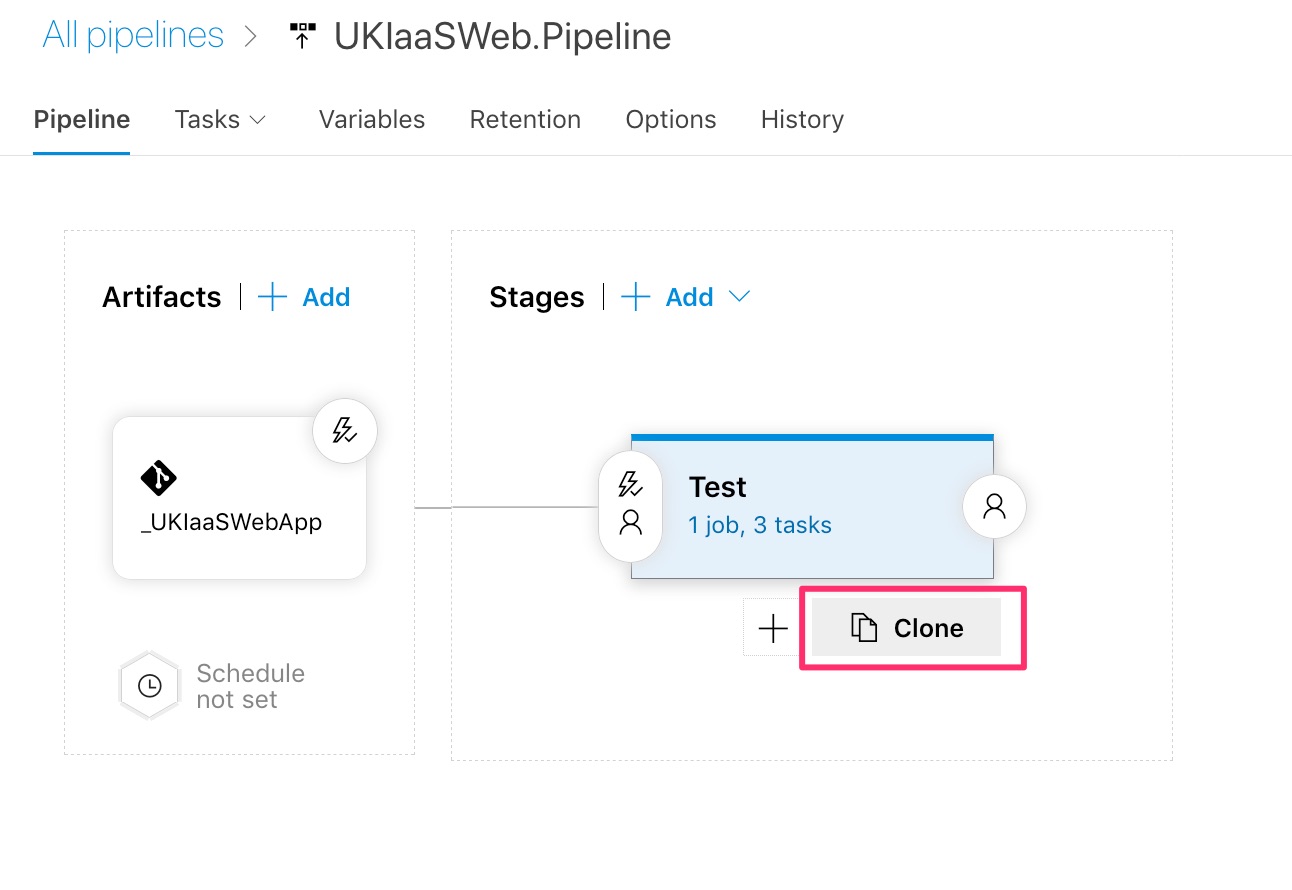 All pipelines > UKIaaSWeb.Pipeline
Pipeline Tasks Variables Retention Options History
Artifacts | + Add
Stages | + Add
_UKIaaSWebApp
Test
1 job, 3 tasks
+ Clone
Schedule
not set